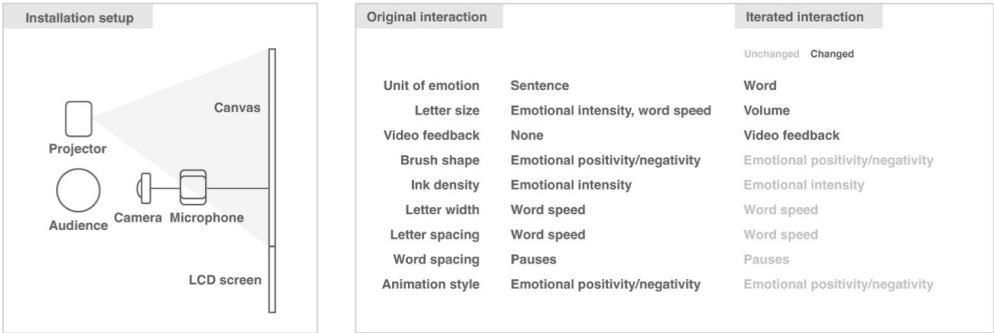 Installation setup
Canvas
Projector
Audience
Camera Microphone
LCD screen
Original interaction Iterated interaction
Unchanged Changed
Unit of emotion Sentence Word
Letter size Emotional intensity, word speed Volume
Video feedback None Video feedback
Brush shape Emotional positivity/negativity Emotional positivity/negativity
Ink density Emotional intensity Emotional intensity
Letter width Word speed Word speed
Letter spacing Word speed Word speed
Word spacing Pauses Pauses
Animation style Emotional positivity/negativity Emotional positivity/negativity